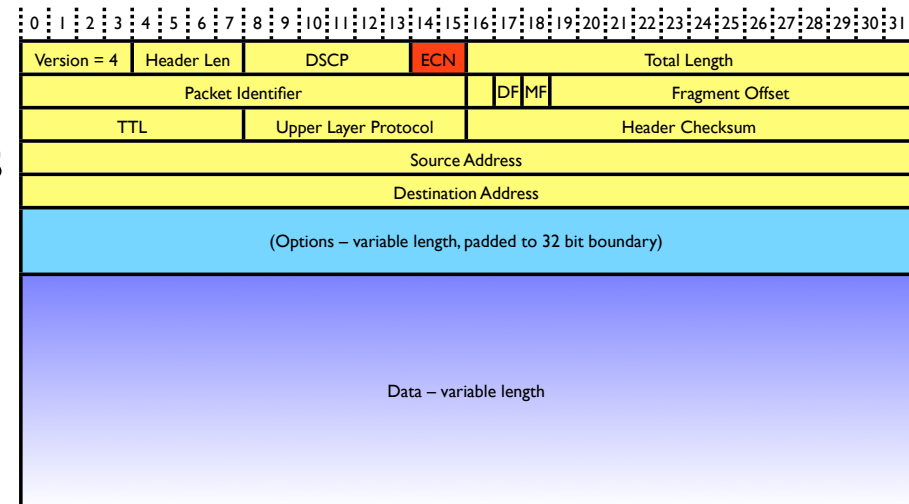 0 1 2 3 4 5 6 7 8 9 10 11 12 13 14 15 16 17 18 19 20 21 22 23 24 25 26 27 28 29 30 31
Version = 4 Header Len DSCP ECN Total Length
Packet Identifier DF MF Fragment Offset
TTL Upper Layer Protocol Header Checksum
Source Address
Destination Address
(Options – variable length, padded to 32 bit boundary)
Data – variable length